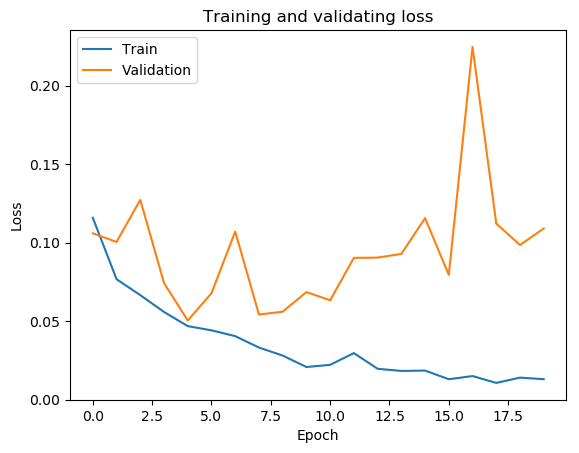 Training and validating loss
Train
Validation
0.20
0.15
0.10
0.05
0.00
Loss
0.0 2.5 5.0 7.5 10.0 12.5 15.0 17.5
Epoch